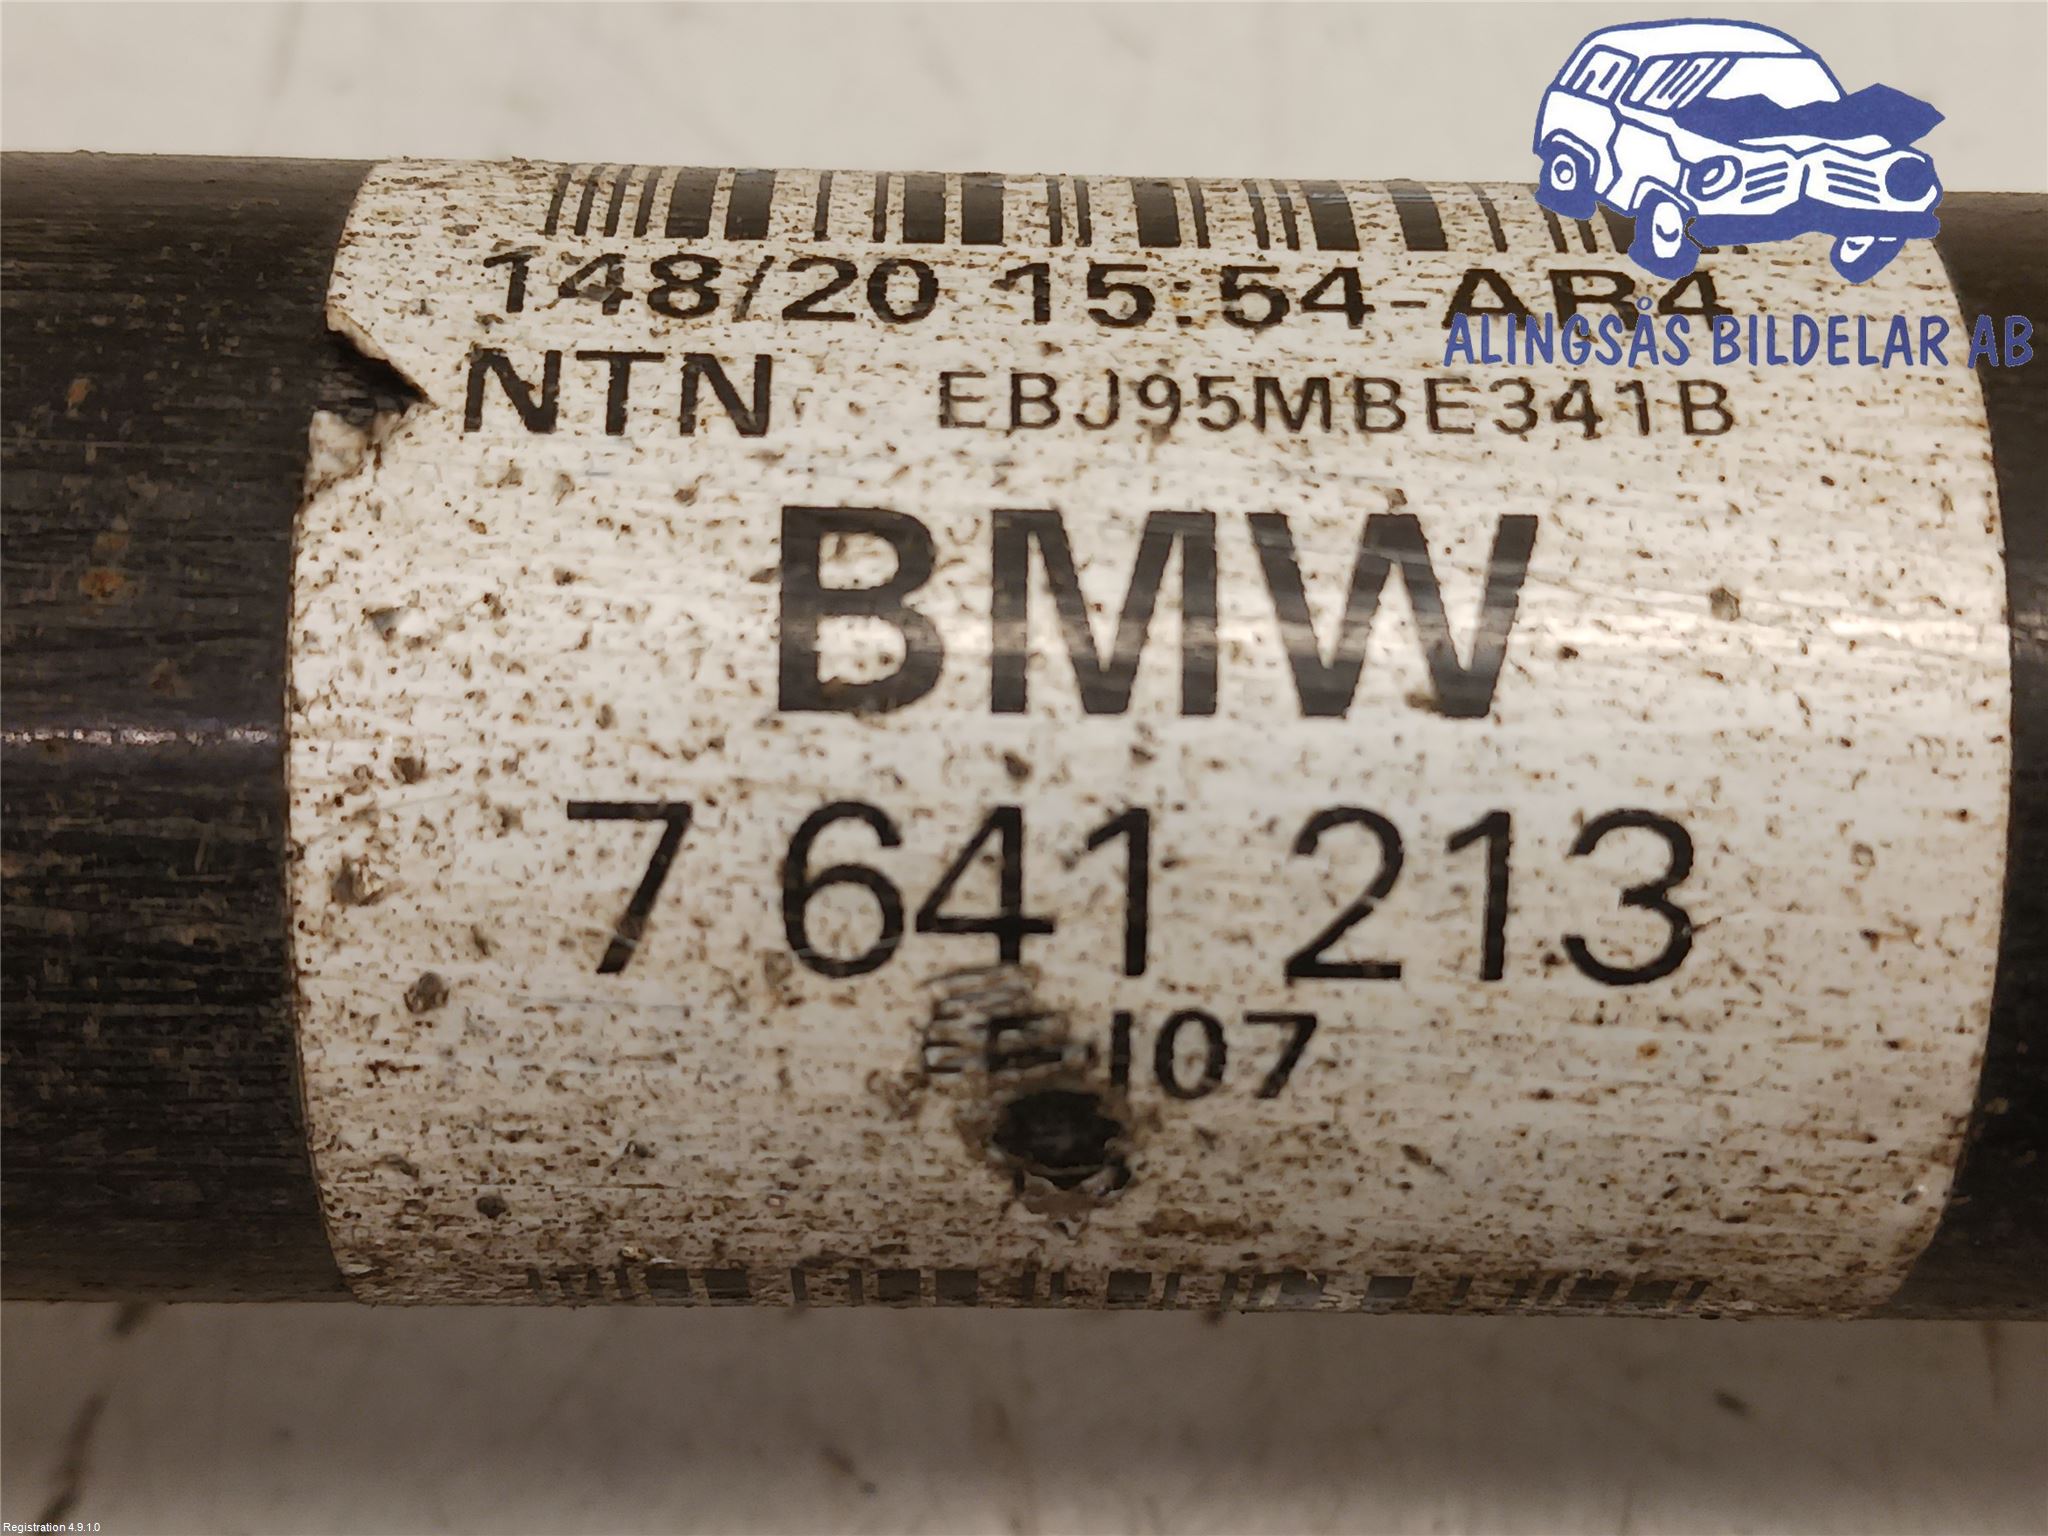 148/20 15:54-AR4
NTN EBJ95MBE341B
BMW
7 641 213
07
ALINGSÅS BILDELAR AB
Registration 4.9.1.0